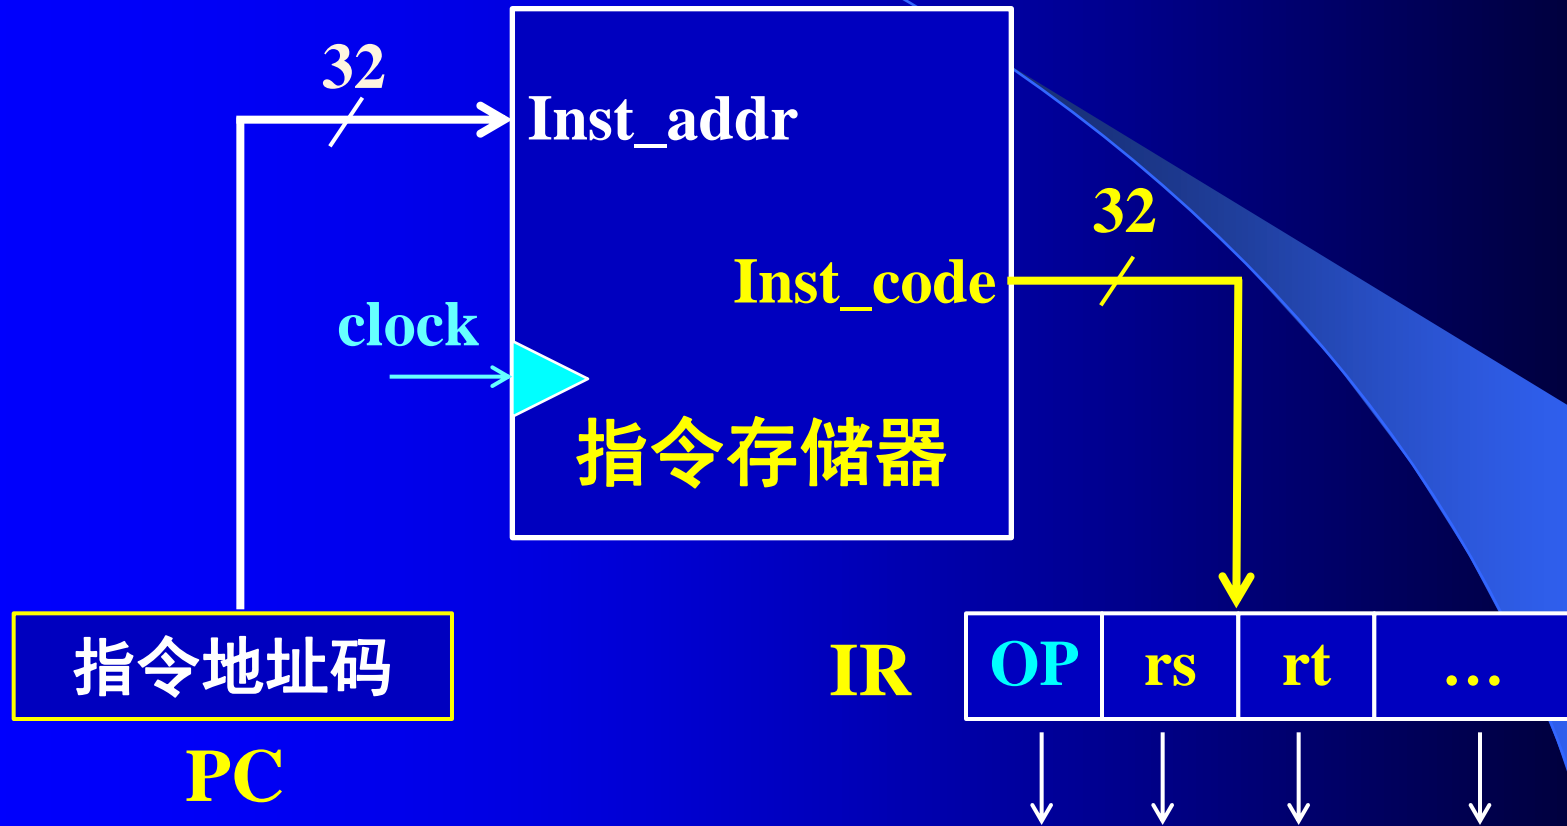 32
Inst_addr
32
Inst_code
clock
指令存储器
指令地址码
IR
OP rs rt …
PC